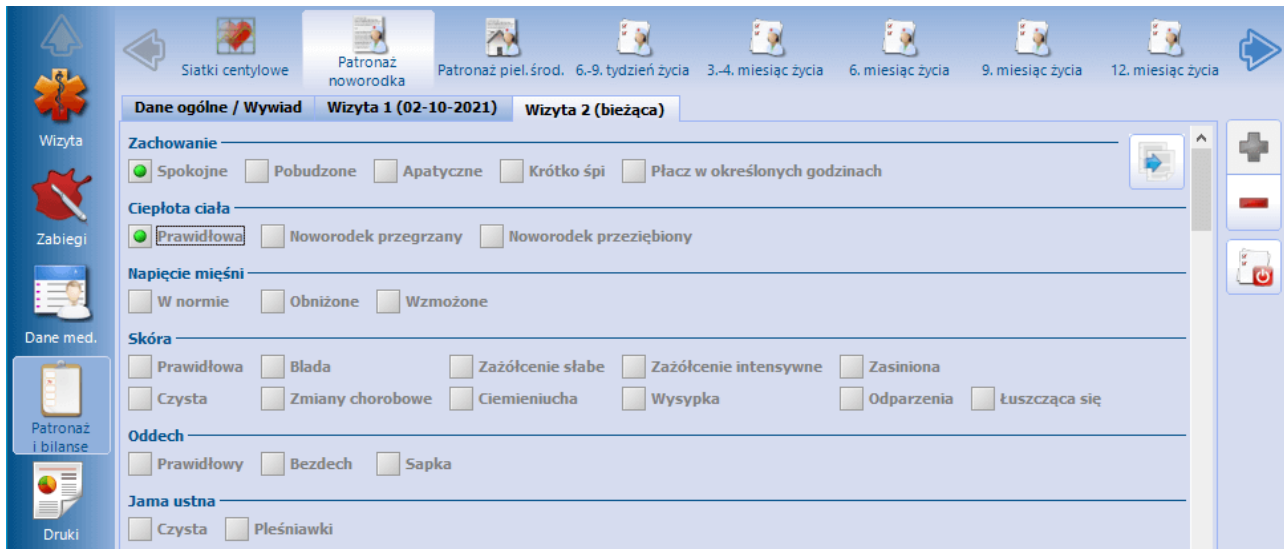 Wizyta
Zabiegi
Dane med.
Patronaż
i bilanse
Druki
Siatki centylowe
Patronaż
noworodka
Patronaż piel.środ.
6.-9. tydzień życia
3.-4. miesiąc życia
6. miesiąc życia
9. miesiąc życia
12. miesiąc życia
Dane ogólne / Wywiad Wizyta 1 (02-10-2021) Wizyta 2 (bieżąca)
Zachowanie
Spokojne Pobudzone Apatyczne Krótko śpi Płacz w określonych godzinach
Ciepłota ciała
Prawidłowa Noworodek przegrzany Noworodek przeziębiony
Napięcie mięśni
W normie Obniżone Wzmożone
Skóra
Prawidłowa Blada Zażółcenie słabe Zażółcenie intensywne Zasiniona
Czysta Zmiany chorobowe Ciemieniucha Wysypka Odparzenia Łuszcząca się
Oddech
Prawidłowy Bezdech Sapka
Jama ustna
Czysta Pleśniawki